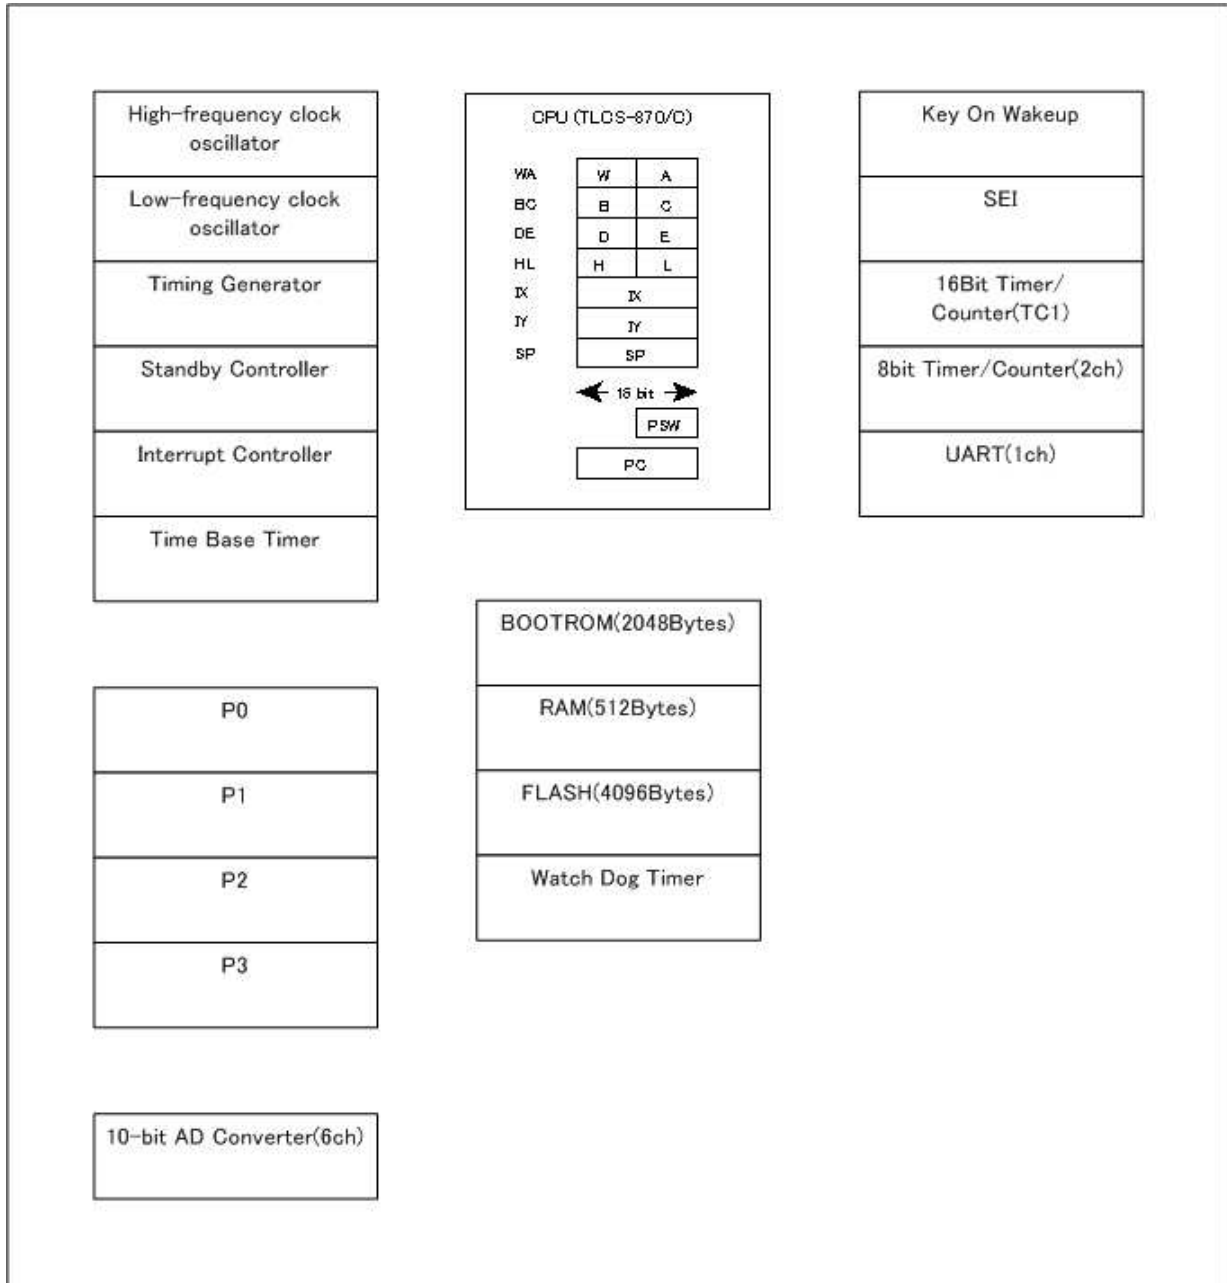 High-frequency clock
oscillator
Low-frequency clock
oscillator
Timing Generator
Standby Controller
Interrupt Controller
Time Base Timer
P0
P1
P2
P3
10-bit AD Converter(6ch)
CPU (TLCS-870/C)
WA W A
BC B C
DE D E
HL H L
IX IX
IY IY
SP SP
16 bit
PSW
PC
BOOTROM(2048Bytes)
RAM(512Bytes)
FLASH(4096Bytes)
Watch Dog Timer
Key On Wakeup
SEI
16Bit Timer/
Counter(TC1)
8bit Timer/Counter(2ch)
UART(1ch)